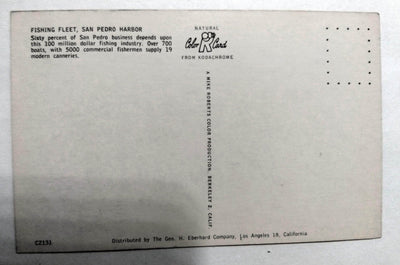 FISHING FLEET, SAN PEDRO HARBOR
Sixty percent of San Pedro business depends upon
this 100 million dollar fishing industry. Over 700
boats, with 5000 commercial fishermen supply 19
modern canneries.
NATURAL
Color Card
FROM KODACHROME
A MIKE ROBERTS COLOR PRODUCTION, BERKELEY 2, CALIF
C2151
Distributed by The Geo. H. Eberhard Company, Los Angeles 18, California